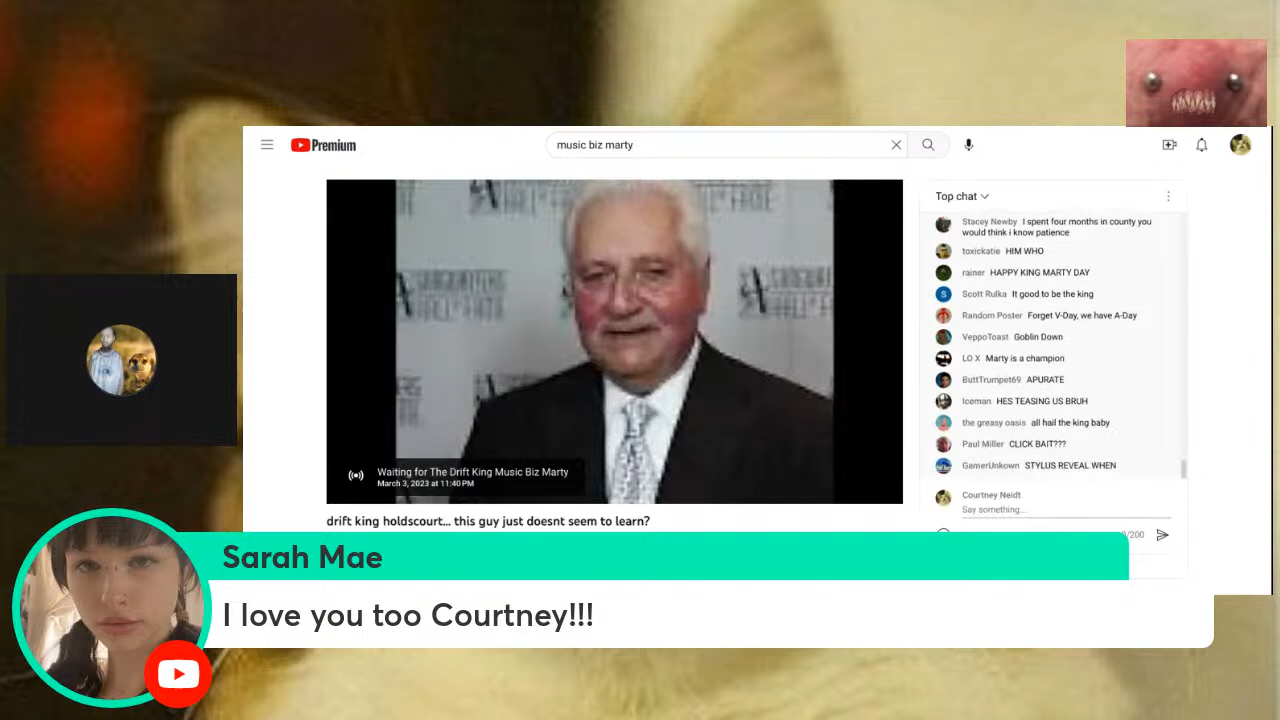 Premium
music biz marty
Top chat
Stacey Newby I spent four months in county you
would think i know patience
toxickatie HIM WHO
rainer HAPPY KING MARTY DAY
S Scott Rulka It good to be the king
Random Poster Forget V-Day, we have A-Day
VeppoToast Goblin Down
LO X Marty is a champion
ButtTrumpet69 APURATE
Iceman HES TEASING US BRUH
the greasy oasis all hail the king baby
Paul Miller CLICK BAIT???
GamerUnkown STYLUS REVEAL WHEN
Courtney Neidt
Say something...
/200
Waiting for The Drift King Music Biz Marty
March 3, 2023 at 11:40 PM
drift king holdscourt... this guy just doesnt seem to learn?
Sarah Mae
I love you too Courtney!!!